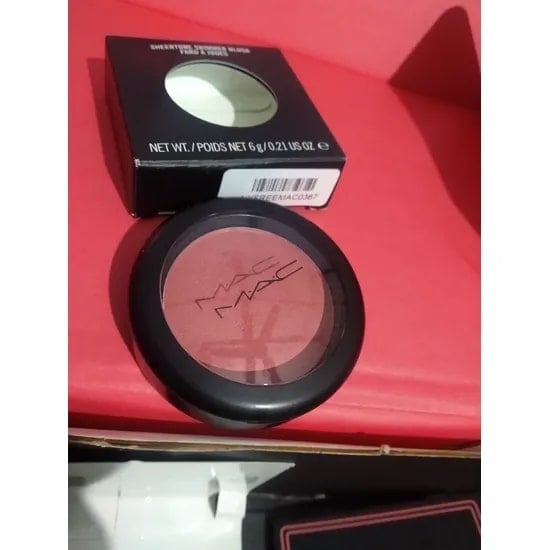 SHEERTONE SHIMMER BLUSH
FARD À JOUES
NET WT./POIDS NET 6 g/0.21 US OZ ℮
MAC
MAC